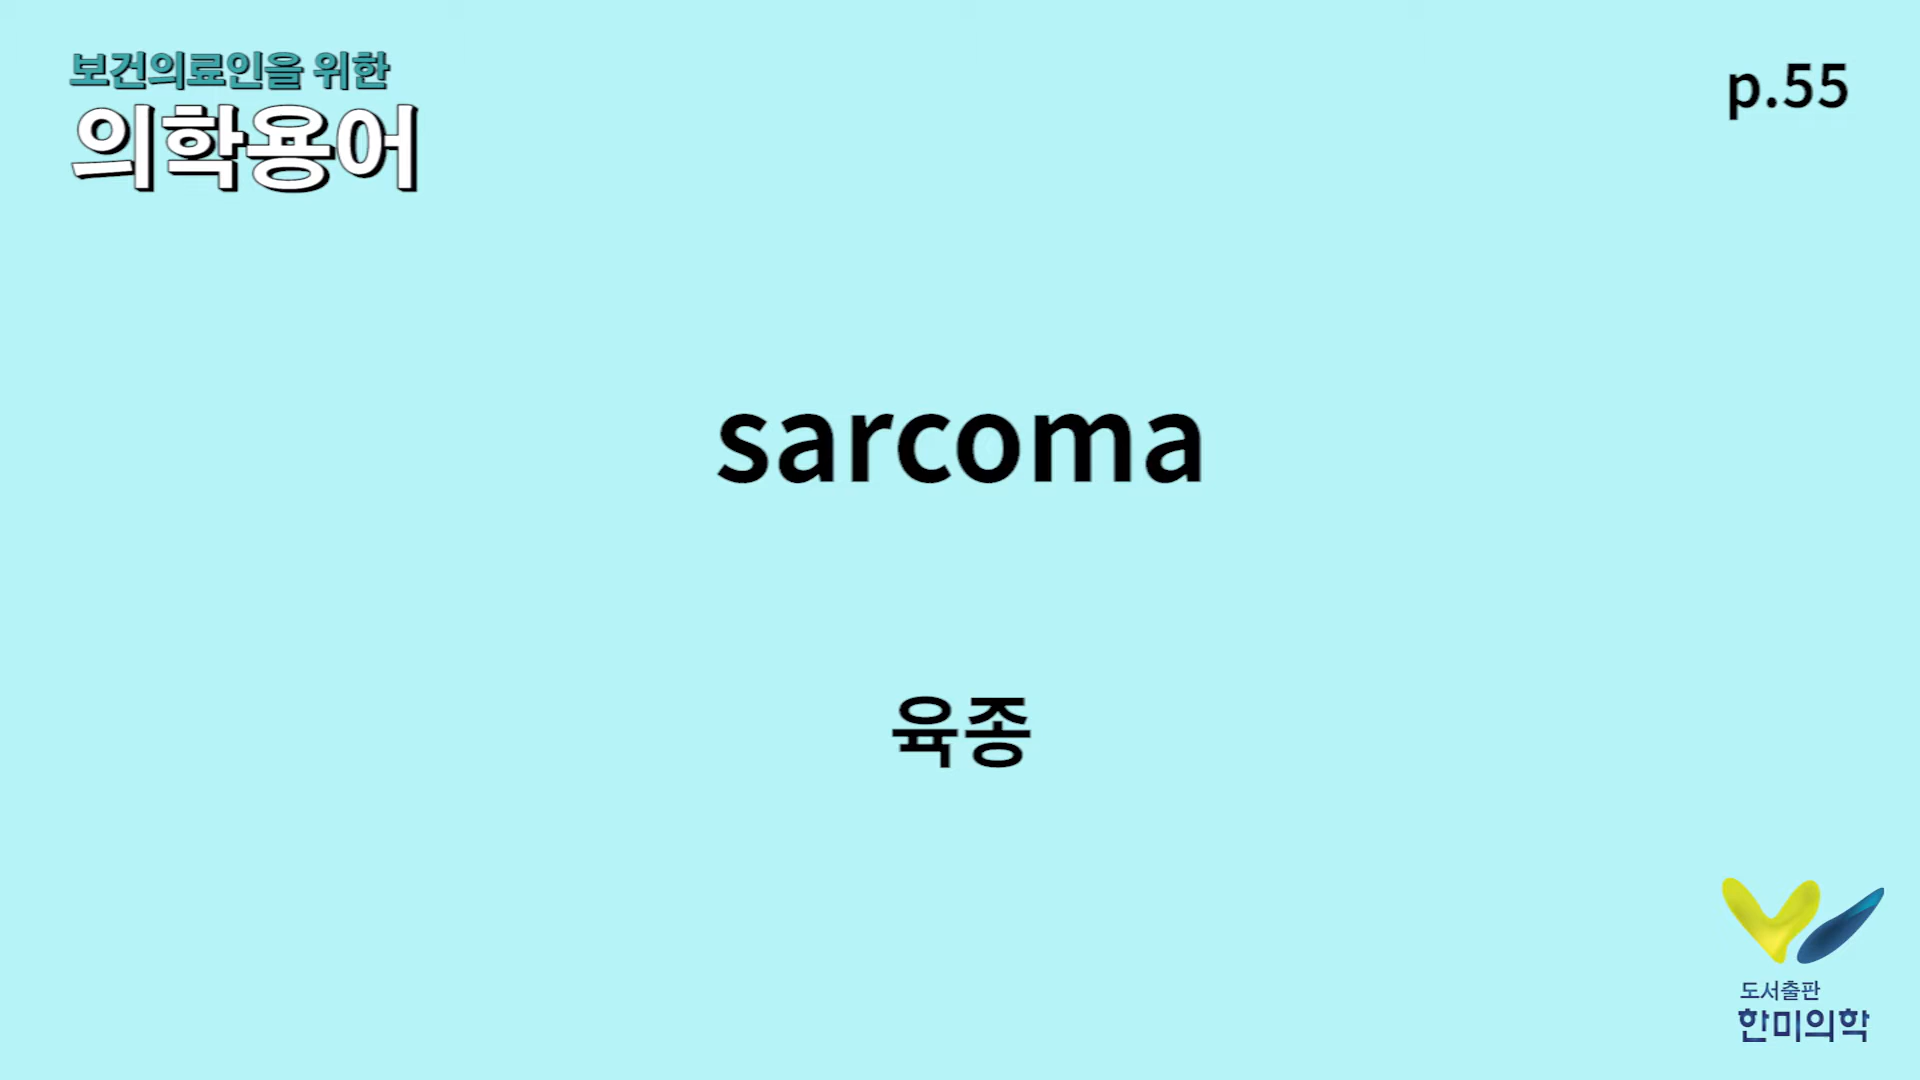 보건의료인을 위한
의학용어
p.55
sarcoma
육종
도서출판
한미의학